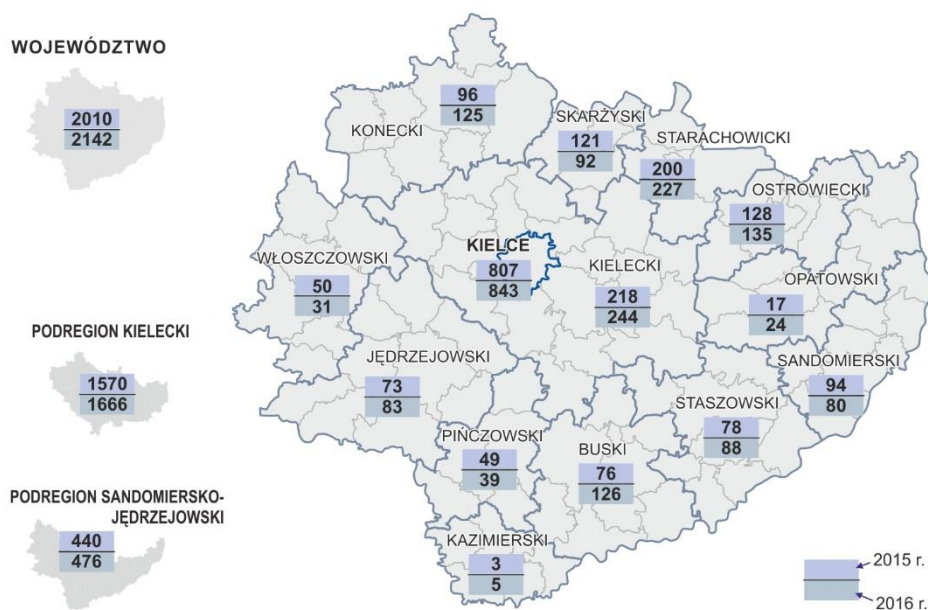 WOJEWÓDZTWO
2010
2142
PODREGION KIELECKI
1570
1666
PODREGION SANDOMIERSKO-
JĘDRZEJOWSKI
440
476
KONECKI
96
125
SKARŻYSKI
121
92
STARACHOWICKI
200
227
OSTROWIECKI
128
135
WŁOSZCZOWSKI
50
31
KIELCE
807
843
KIELECKI
218
244
OPATOWSKI
17
24
JĘDRZEJOWSKI
73
83
SANDOMIERSKI
94
80
STASZOWSKI
78
88
PIŃCZOWSKI
49
39
BUSKI
76
126
KAZIMIERSKI
3
5
2015 r.
2016 r.